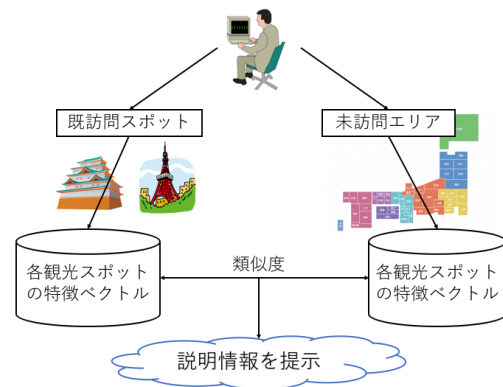 既訪問スポット
未訪問エリア
各観光スポット
の特徴ベクトル
類似度
各観光スポット
の特徴ベクトル
説明情報を提示